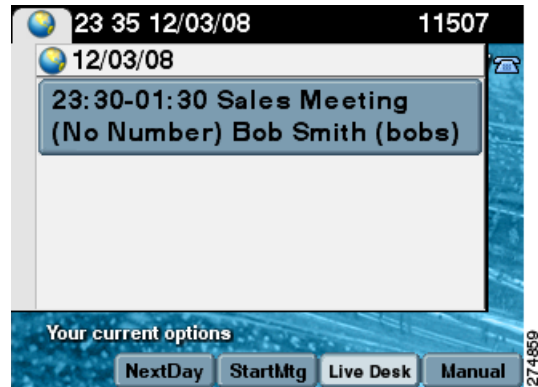 23 35 12/03/08 11507
12/03/08
23:30-01:30 Sales Meeting
(No Number) Bob Smith (bobs)
Your current options
NextDay StartMtg Live Desk Manual
274859